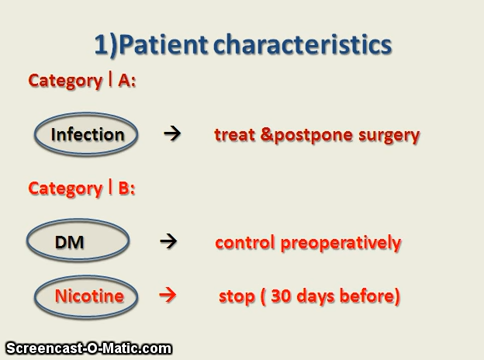 1)Patient characteristics
Category l A:
Infection → treat &postpone surgery
Category l B:
DM → control preoperatively
Nicotine → stop ( 30 days before)
Screencast-O-Matic.com